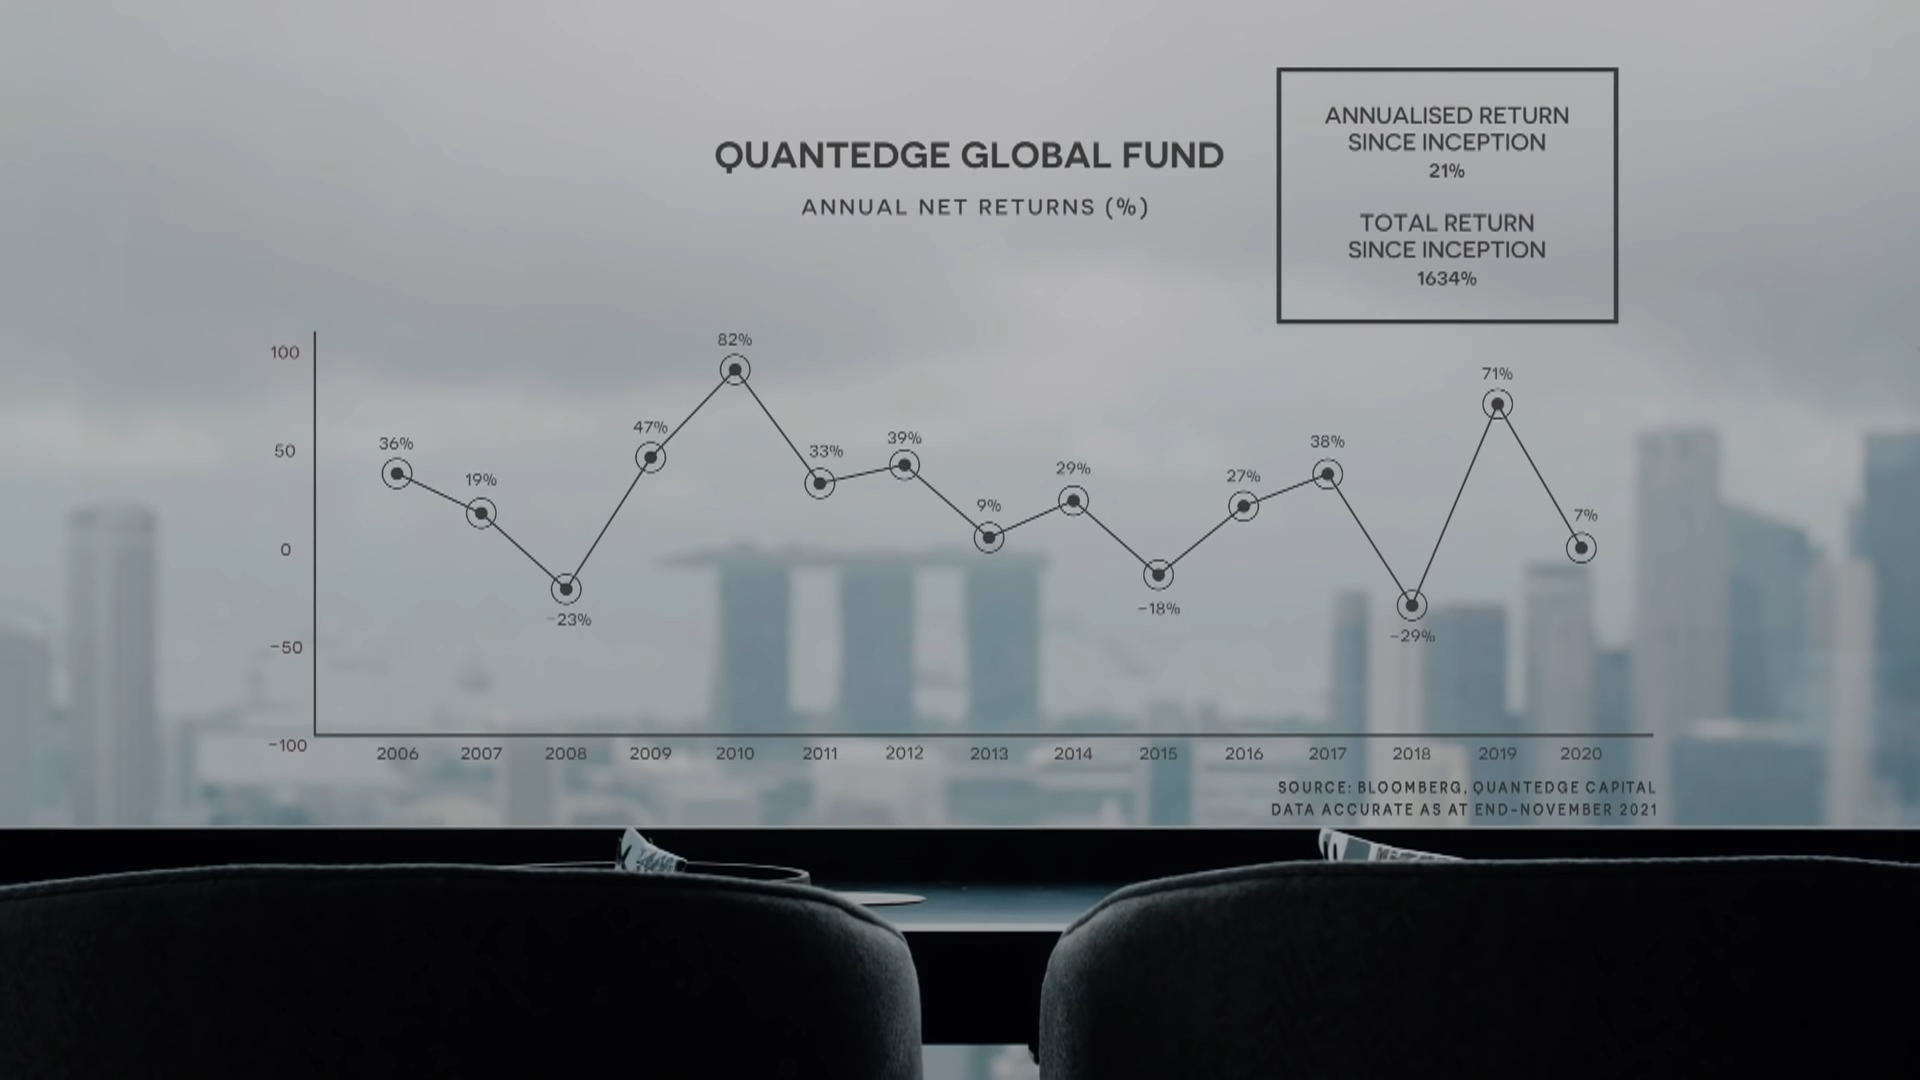 QUANTEDGE GLOBAL FUND
ANNUAL NET RETURNS (%)
ANNUALISED RETURN
SINCE INCEPTION
21%
TOTAL RETURN
SINCE INCEPTION
1634%
100
50
0
-50
-100
36%
19%
-23%
47%
82%
33%
39%
9%
29%
-18%
27%
38%
-29%
71%
7%
2006 2007 2008 2009 2010 2011 2012 2013 2014 2015 2016 2017 2018 2019 2020
SOURCE: BLOOMBERG, QUANTEDGE CAPITAL
DATA ACCURATE AS AT END-NOVEMBER 2021